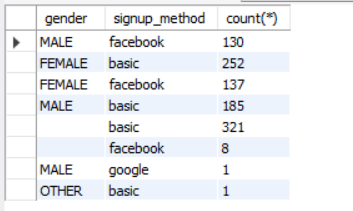 gender signup_method count(*)
MALE facebook 130
FEMALE basic 252
FEMALE facebook 137
MALE basic 185
basic 321
facebook 8
MALE google 1
OTHER basic 1